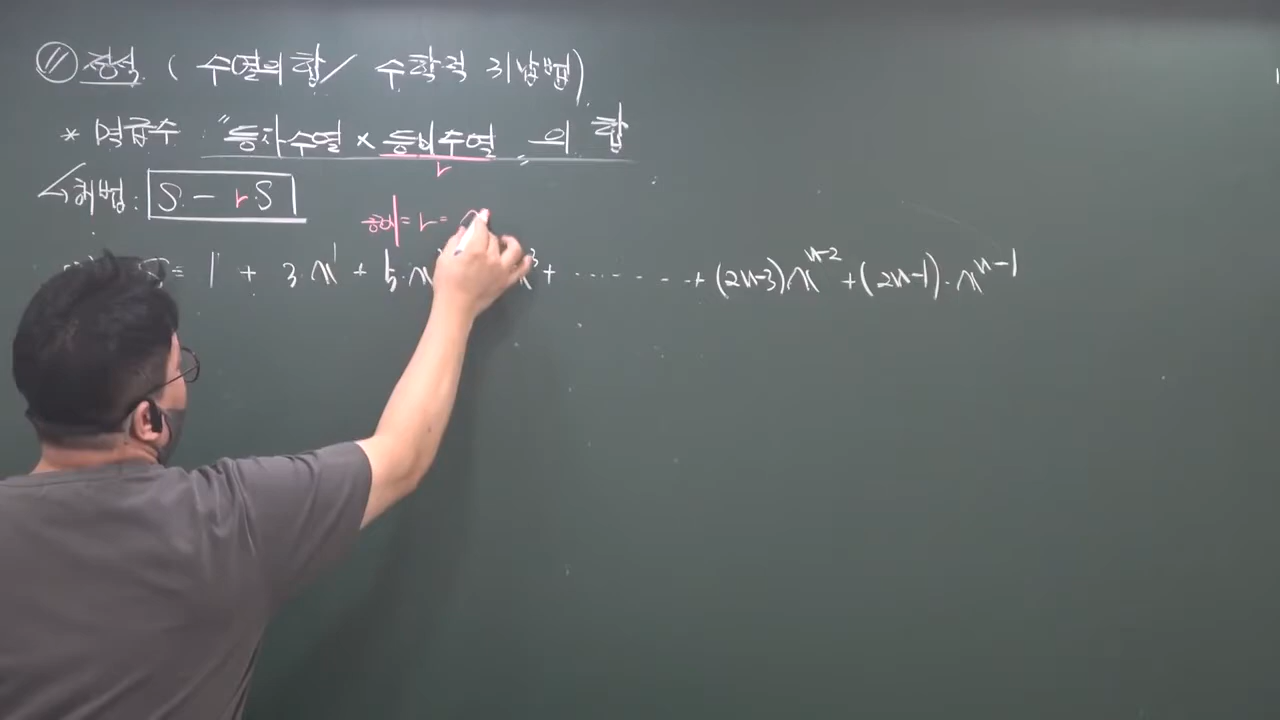 ⑪ 정석 ( 수열의 합 / 수학적 귀납법)
* 멱급수 : "등차수열 × 등비수열" 의 합
r
해법: S - r·S
공비 = r =
S = 1 + 3·x¹ + 5·x ³ + ······· + (2n-3)x^{n-2} + (2n-1)·x^{n-1}